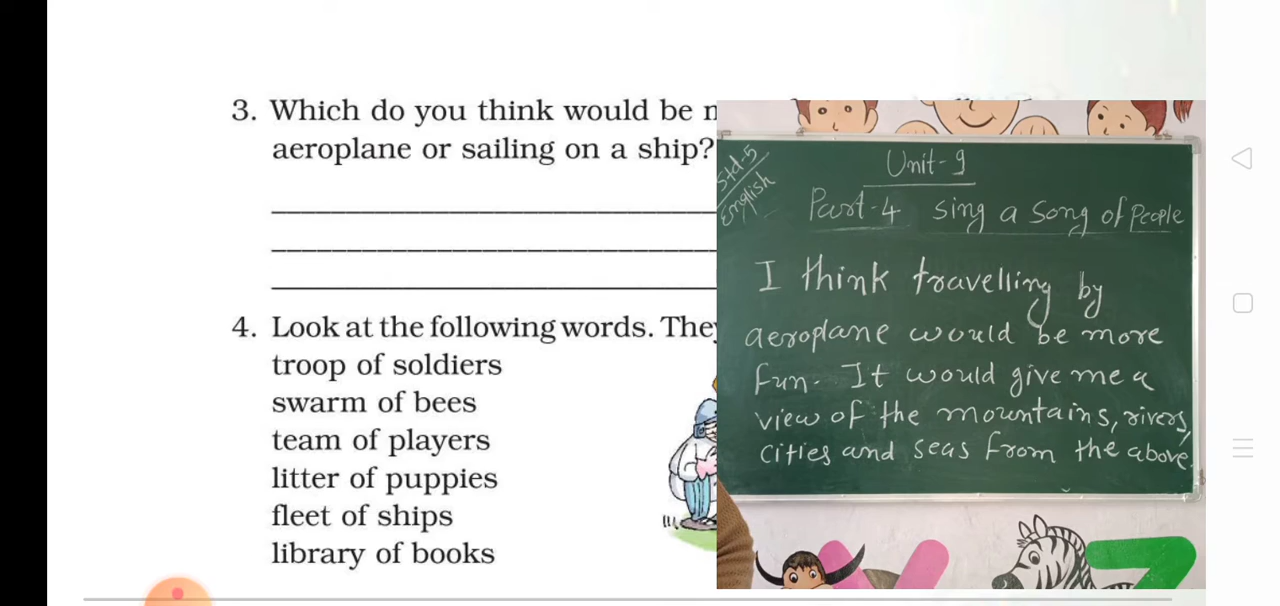 3. Which do you think would be
aeroplane or sailing on a ship?
4. Look at the following words. They
troop of soldiers
swarm of bees
team of players
litter of puppies
fleet of ships
library of books
Std-5
English
Unit-9
Part-4 Sing a Song of People
I think travelling by
aeroplane would be more
fun. It would give me a
view of the mountains, rivers,
cities and seas from the above.